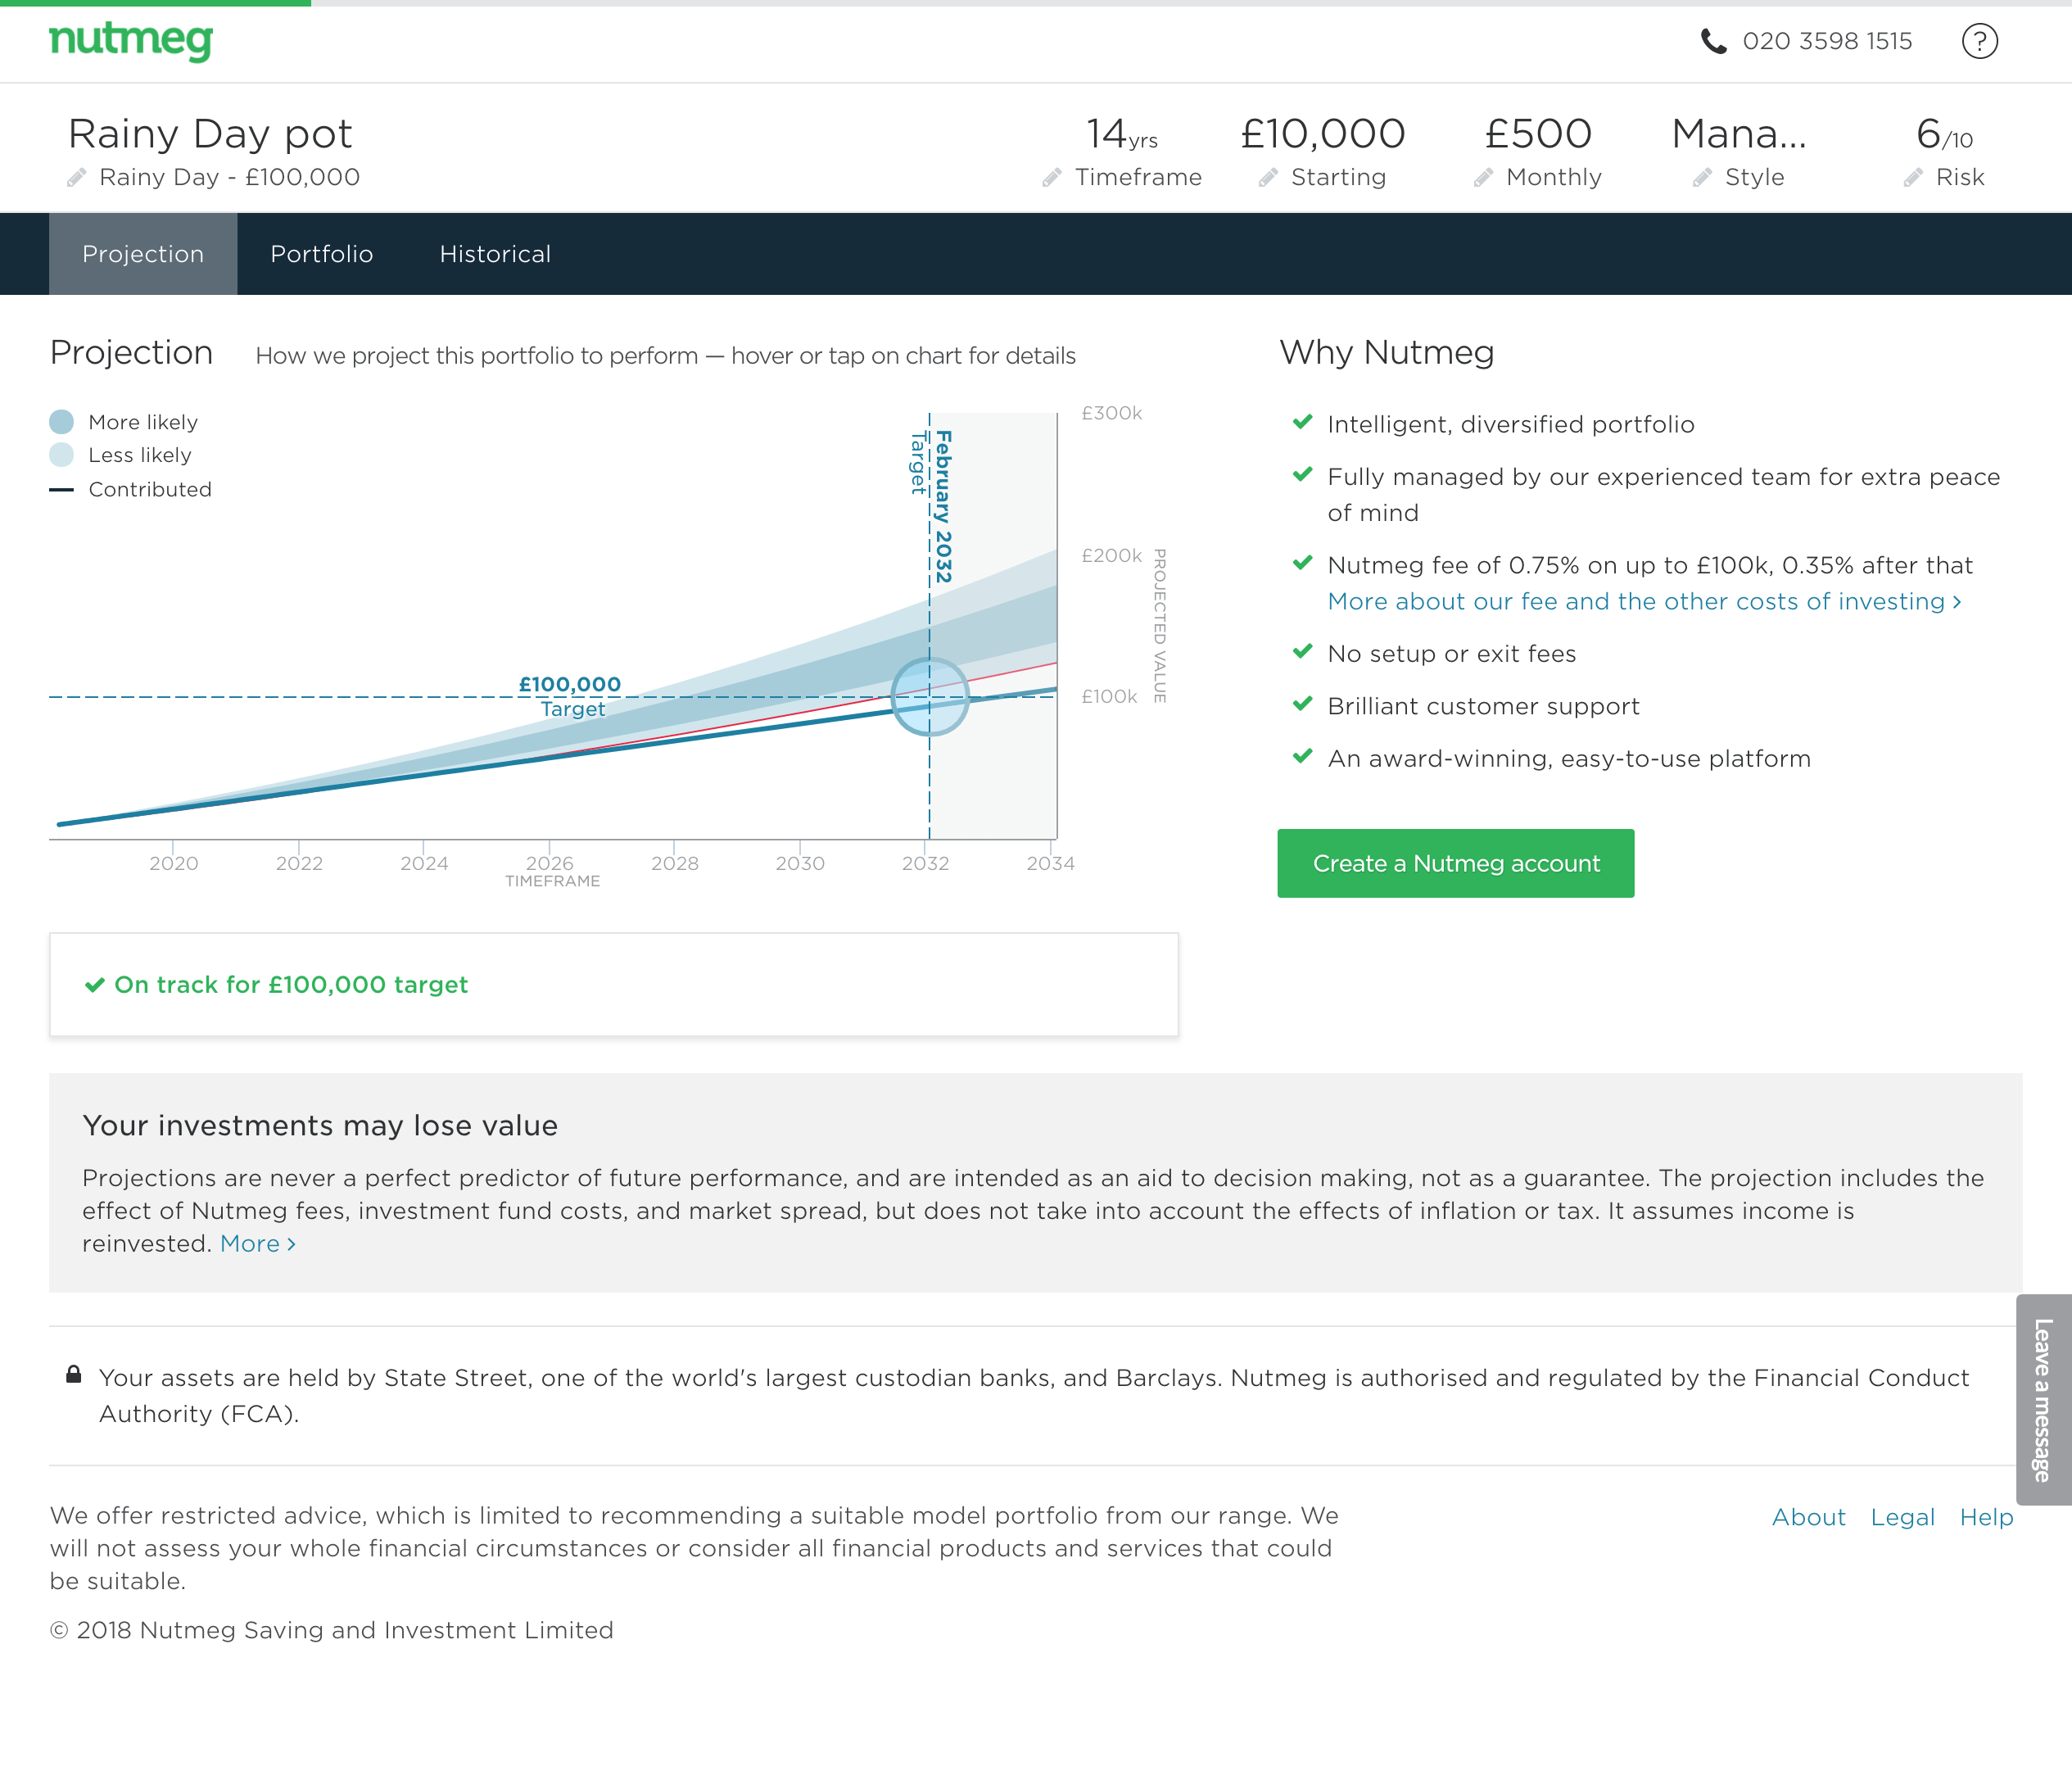 nutmeg
020 3598 1515
?
Rainy Day pot
Rainy Day - £100,000
14yrs
Timeframe
£10,000
Starting
£500
Monthly
Mana...
Style
6/10
Risk
Projection
Portfolio
Historical
Projection
How we project this portfolio to perform — hover or tap on chart for details
More likely
Less likely
Contributed
February 2032
Target
£100,000
Target
£300k
£200k
£100k
PROJECTED VALUE
2020
2022
2024
2026
2028
2030
2032
2034
TIMEFRAME
Why Nutmeg
Intelligent, diversified portfolio
Fully managed by our experienced team for extra peace
of mind
Nutmeg fee of 0.75% on up to £100k, 0.35% after that
More about our fee and the other costs of investing >
No setup or exit fees
Brilliant customer support
An award-winning, easy-to-use platform
Create a Nutmeg account
On track for £100,000 target
Your investments may lose value
Projections are never a perfect predictor of future performance, and are intended as an aid to decision making, not as a guarantee. The projection includes the
effect of Nutmeg fees, investment fund costs, and market spread, but does not take into account the effects of inflation or tax. It assumes income is
reinvested. More >
Leave a message
Your assets are held by State Street, one of the world's largest custodian banks, and Barclays. Nutmeg is authorised and regulated by the Financial Conduct
Authority (FCA).
We offer restricted advice, which is limited to recommending a suitable model portfolio from our range. We
will not assess your whole financial circumstances or consider all financial products and services that could
be suitable.
About
Legal
Help
© 2018 Nutmeg Saving and Investment Limited